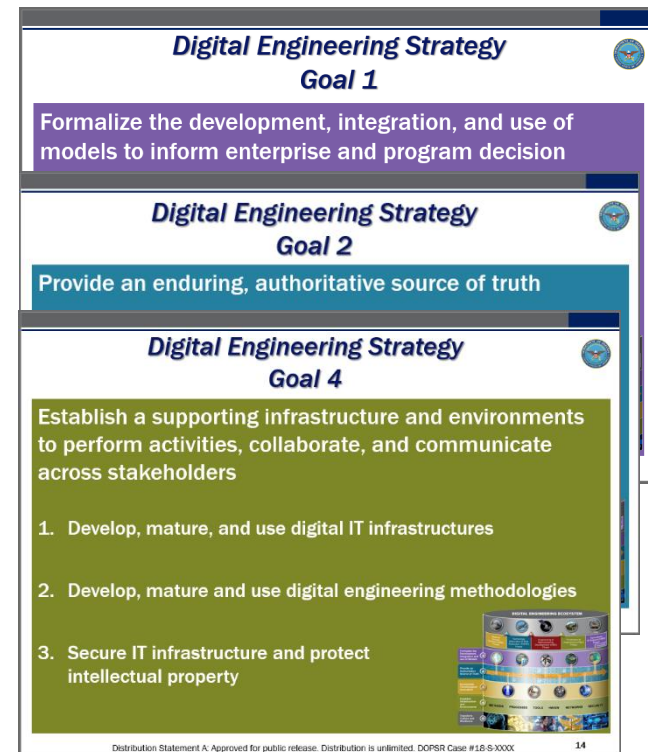 Digital Engineering Strategy
Goal 1
Formalize the development, integration, and use of
models to inform enterprise and program decision
Digital Engineering Strategy
Goal 2
Provide an enduring, authoritative source of truth
Digital Engineering Strategy
Goal 4
Establish a supporting infrastructure and environments
to perform activities, collaborate, and communicate
across stakeholders
1. Develop, mature, and use digital IT infrastructures
2. Develop, mature and use digital engineering methodologies
3. Secure IT infrastructure and protect
intellectual property
DIGITAL ENGINEERING ECOSYSTEM
Distribution Statement A: Approved for public release. Distribution is unlimited. DOPSR Case #18-S-XXXX
14